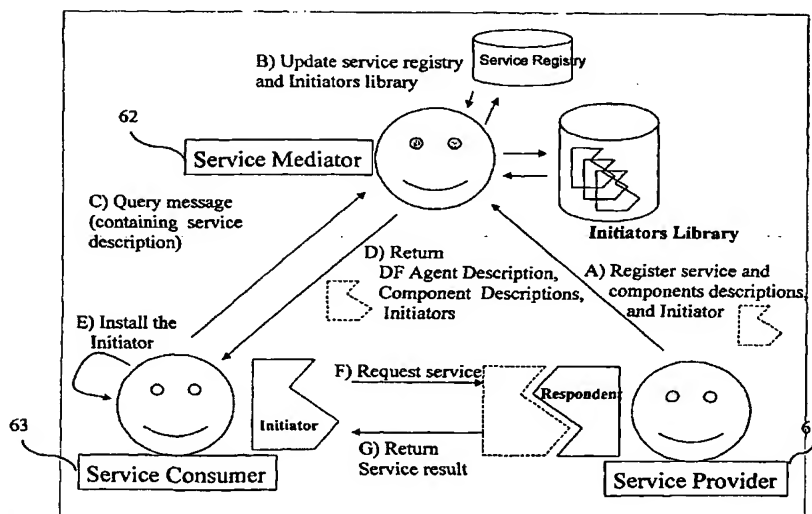 B) Update service registry
and Initiators library
Service Registry
62
Service Mediator
C) Query message
(containing service
description)
Initiators Library
D) Return
DF Agent Description,
Component Descriptions,
Initiators
A) Register service and
components descriptions,
and Initiator
E) Install the
Initiator
F) Request service
Initiator
Respondent
63
G) Return
Service result
6
Service Consumer
Service Provider